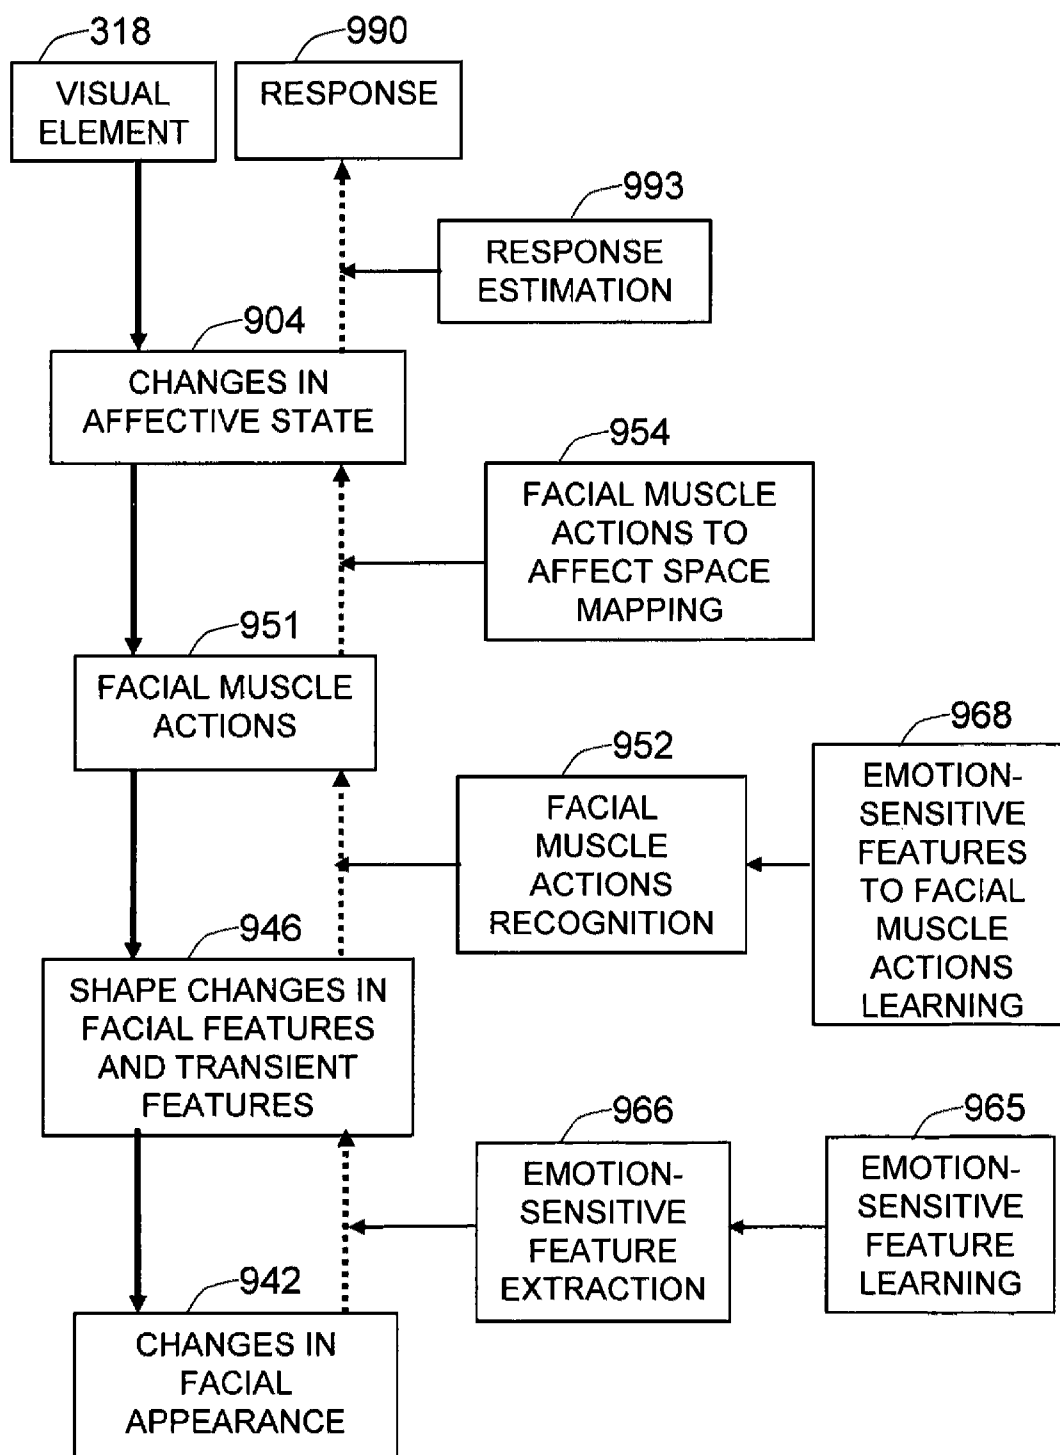 318
990
VISUAL
ELEMENT
RESPONSE
993
RESPONSE
ESTIMATION
904
CHANGES IN
AFFECTIVE STATE
954
FACIAL MUSCLE
ACTIONS TO
AFFECT SPACE
MAPPING
951
FACIAL MUSCLE
ACTIONS
952
FACIAL
MUSCLE
ACTIONS
RECOGNITION
968
EMOTION-
SENSITIVE
FEATURES
TO FACIAL
MUSCLE
ACTIONS
LEARNING
946
SHAPE CHANGES IN
FACIAL FEATURES
AND TRANSIENT
FEATURES
966
EMOTION-
SENSITIVE
FEATURE
EXTRACTION
965
EMOTION-
SENSITIVE
FEATURE
LEARNING
942
CHANGES IN
FACIAL
APPEARANCE